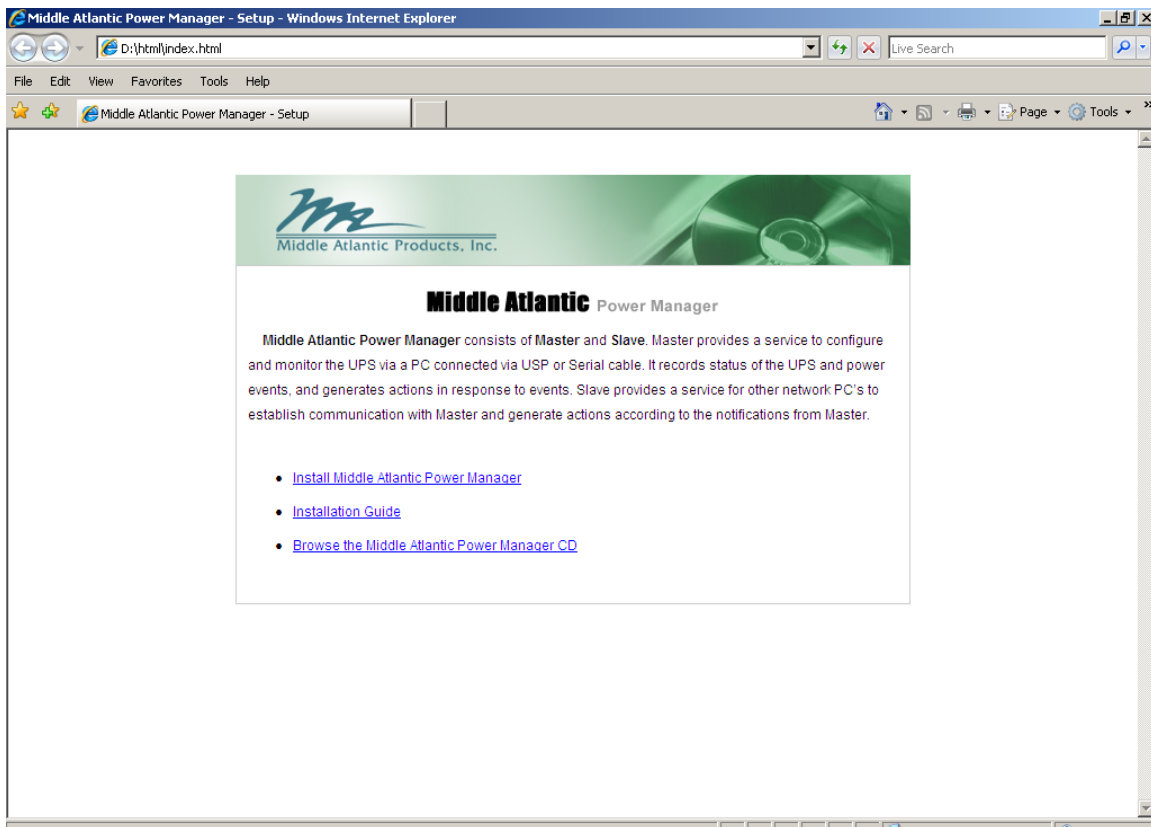 Middle Atlantic Power Manager - Setup - Windows Internet Explorer
D:\html\index.html
Live Search
File Edit View Favorites Tools Help
Middle Atlantic Power Manager - Setup
Page Tools »
Middle Atlantic Products, Inc.
Middle Atlantic Power Manager
Middle Atlantic Power Manager consists of Master and Slave. Master provides a service to configure
and monitor the UPS via a PC connected via USP or Serial cable. It records status of the UPS and power
events, and generates actions in response to events. Slave provides a service for other network PC's to
establish communication with Master and generate actions according to the notifications from Master.
• Install Middle Atlantic Power Manager
• Installation Guide
• Browse the Middle Atlantic Power Manager CD